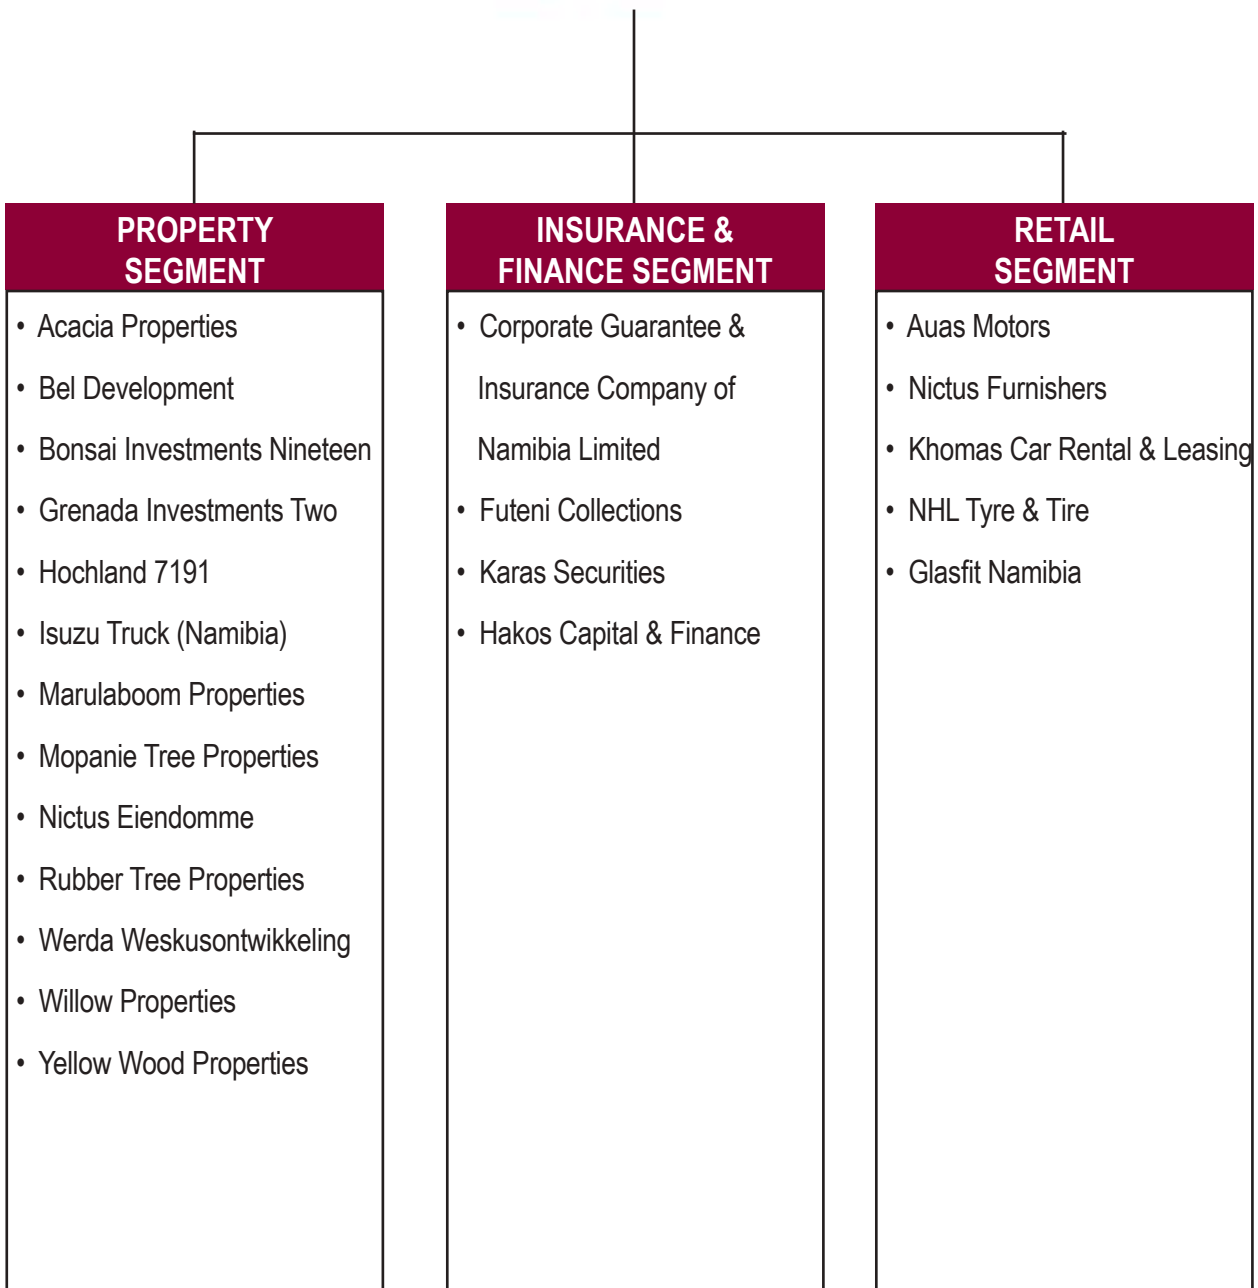 PROPERTY
SEGMENT
• Acacia Properties
• Bel Development
• Bonsai Investments Nineteen
• Grenada Investments Two
• Hochland 7191
• Isuzu Truck (Namibia)
• Marulaboom Properties
• Mopanie Tree Properties
• Nictus Eiendomme
• Rubber Tree Properties
• Werda Weskusontwikkeling
• Willow Properties
• Yellow Wood Properties
INSURANCE &
FINANCE SEGMENT
• Corporate Guarantee &
Insurance Company of
Namibia Limited
• Futeni Collections
• Karas Securities
• Hakos Capital & Finance
RETAIL
SEGMENT
• Auas Motors
• Nictus Furnishers
• Khomas Car Rental & Leasing
• NHL Tyre & Tire
• Glasfit Namibia